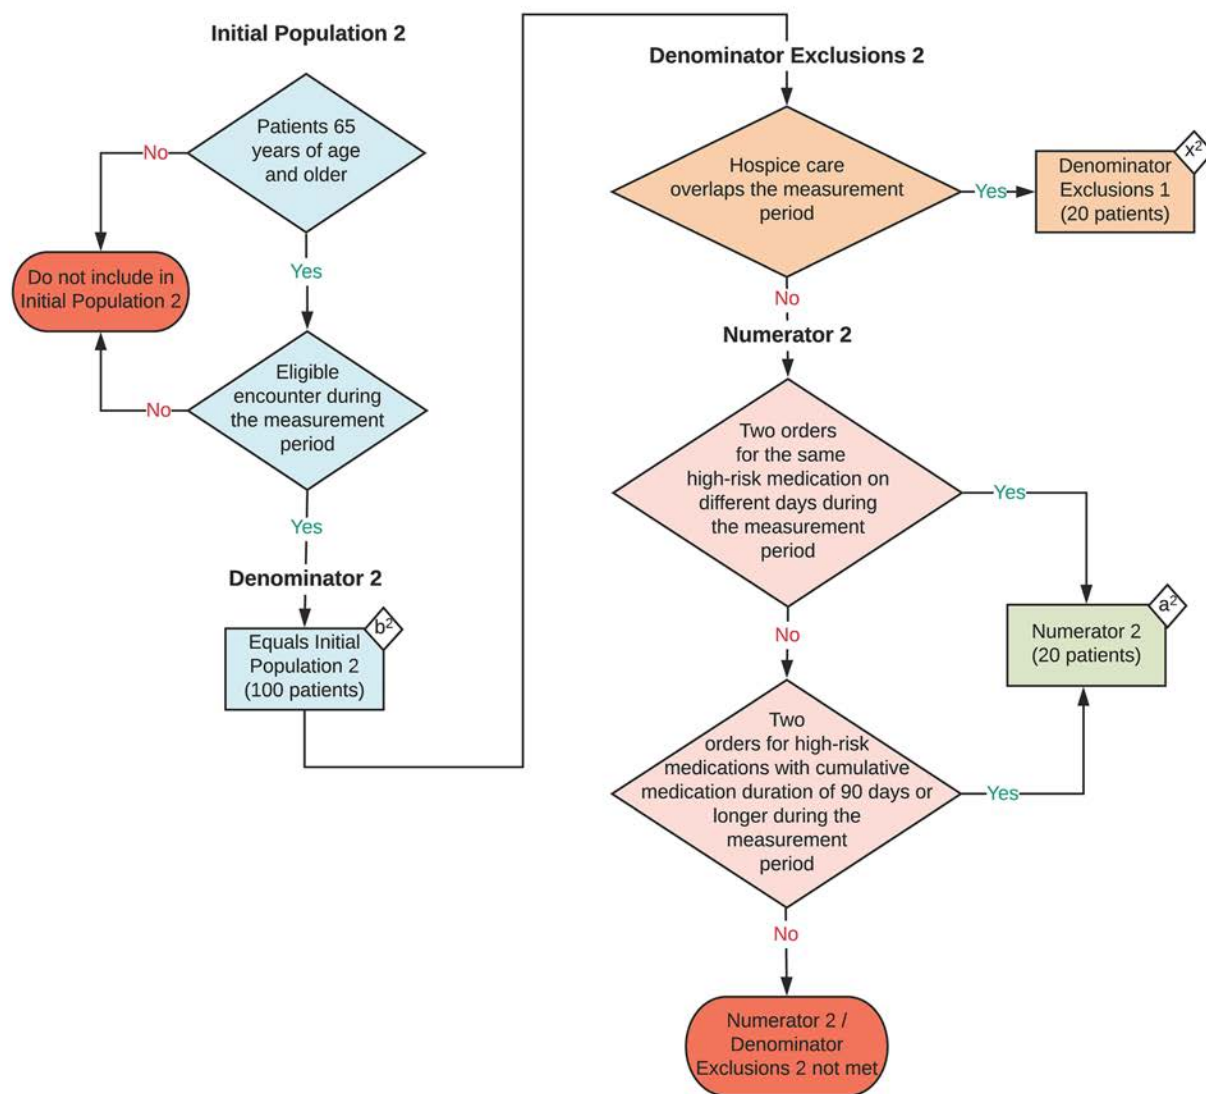 Initial Population 2
Patients 65
years of age
and older
No
Yes
Do not include in
Initial Population 2
Eligible
encounter during
the measurement
period
No
Yes
Denominator 2
b²
Equals Initial
Population 2
(100 patients)
Denominator Exclusions 2
Hospice care
overlaps the measurement
period
Yes
x²
Denominator
Exclusions 1
(20 patients)
No
Numerator 2
Two orders
for the same
high-risk medication on
different days during
the measurement
period
Yes
No
a²
Numerator 2
(20 patients)
Two
orders for high-risk
medications with cumulative
medication duration of 90 days or
longer during the
measurement
period
Yes
No
Numerator 2 /
Denominator
Exclusions 2 not met